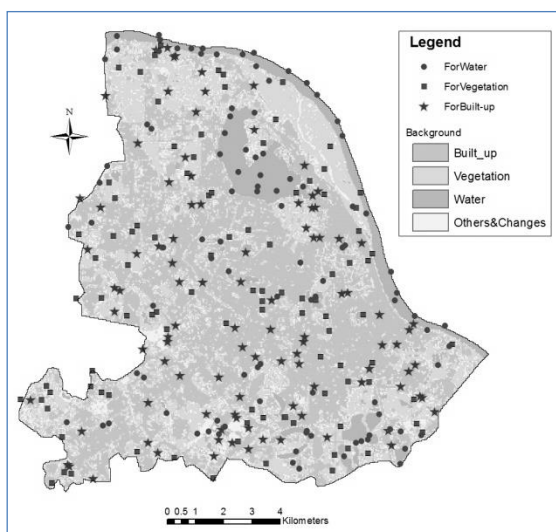 Legend
ForWater
ForVegetation
ForBuilt-up
Background
Built_up
Vegetation
Water
Others&Changes
N
0 0.5 1 2 3 4
Kilometers